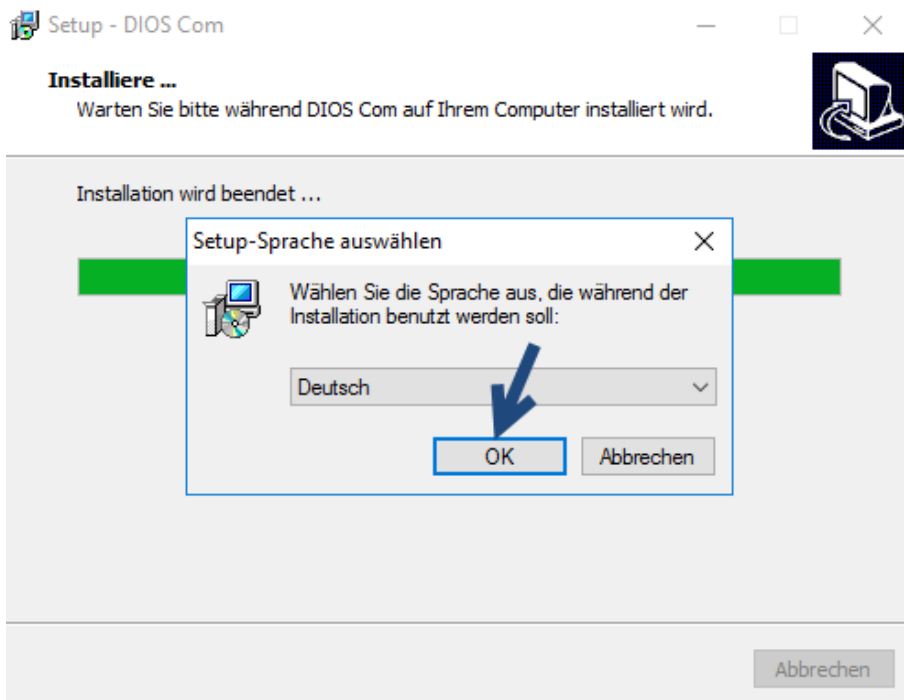 Setup - DIOS Com
Installiere ...
Warten Sie bitte während DIOS Com auf Ihrem Computer installiert wird.
Installation wird beendet ...
Setup-Sprache auswählen
Wählen Sie die Sprache aus, die während der
Installation benutzt werden soll:
Deutsch
OK
Abbrechen
Abbrechen